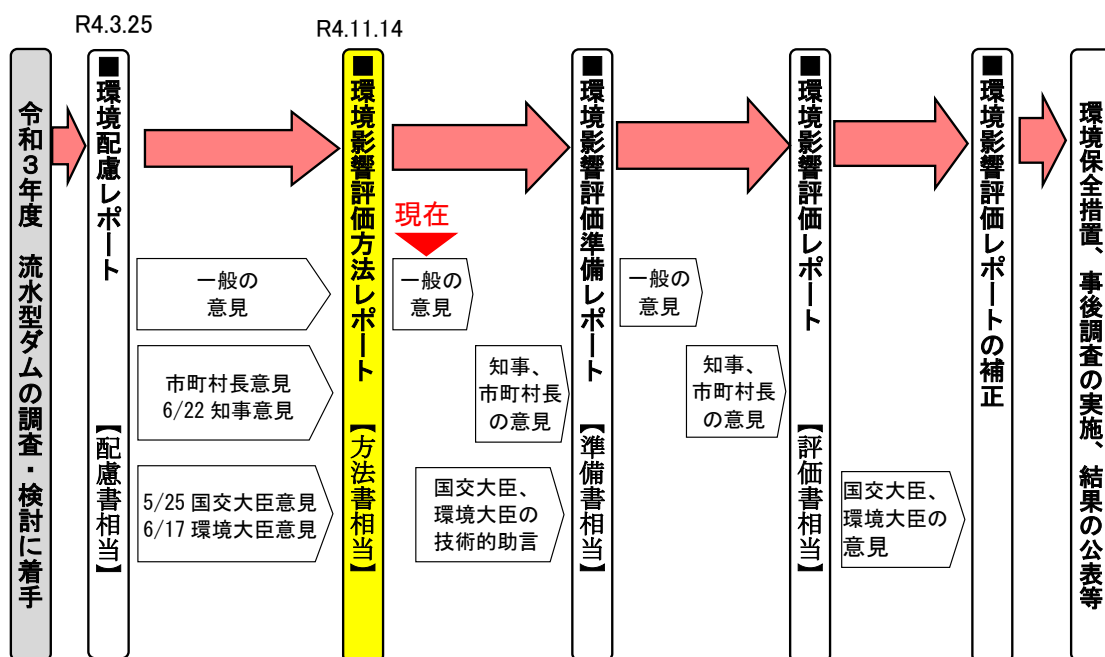 R4.3.25
R4.11.14
令和3年度　流水型ダムの調査・検討に着手
■環境配慮レポート　【配慮書相当】
一般の
意見
市町村長意見
6/22 知事意見
5/25 国交大臣意見
6/17 環境大臣意見
■環境影響評価方法レポート　【方法書相当】
現在
一般の
意見
知事、
市町村長
の意見
国交大臣、
環境大臣の
技術的助言
■環境影響評価準備レポート　【準備書相当】
一般の
意見
知事、
市町村長
の意見
■環境影響評価レポート　【評価書相当】
国交大臣、
環境大臣の
意見
■環境影響評価レポートの補正
環境保全措置、事後調査の実施、結果の公表等